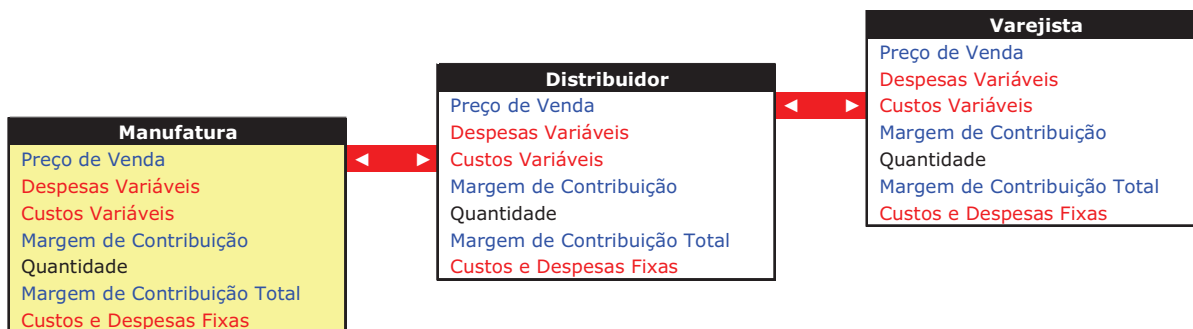 Manufatura
Preço de Venda
Despesas Variáveis
Custos Variáveis
Margem de Contribuição
Quantidade
Margem de Contribuição Total
Custos e Despesas Fixas
Distribuidor
Preço de Venda
Despesas Variáveis
Custos Variáveis
Margem de Contribuição
Quantidade
Margem de Contribuição Total
Custos e Despesas Fixas
Varejista
Preço de Venda
Despesas Variáveis
Custos Variáveis
Margem de Contribuição
Quantidade
Margem de Contribuição Total
Custos e Despesas Fixas